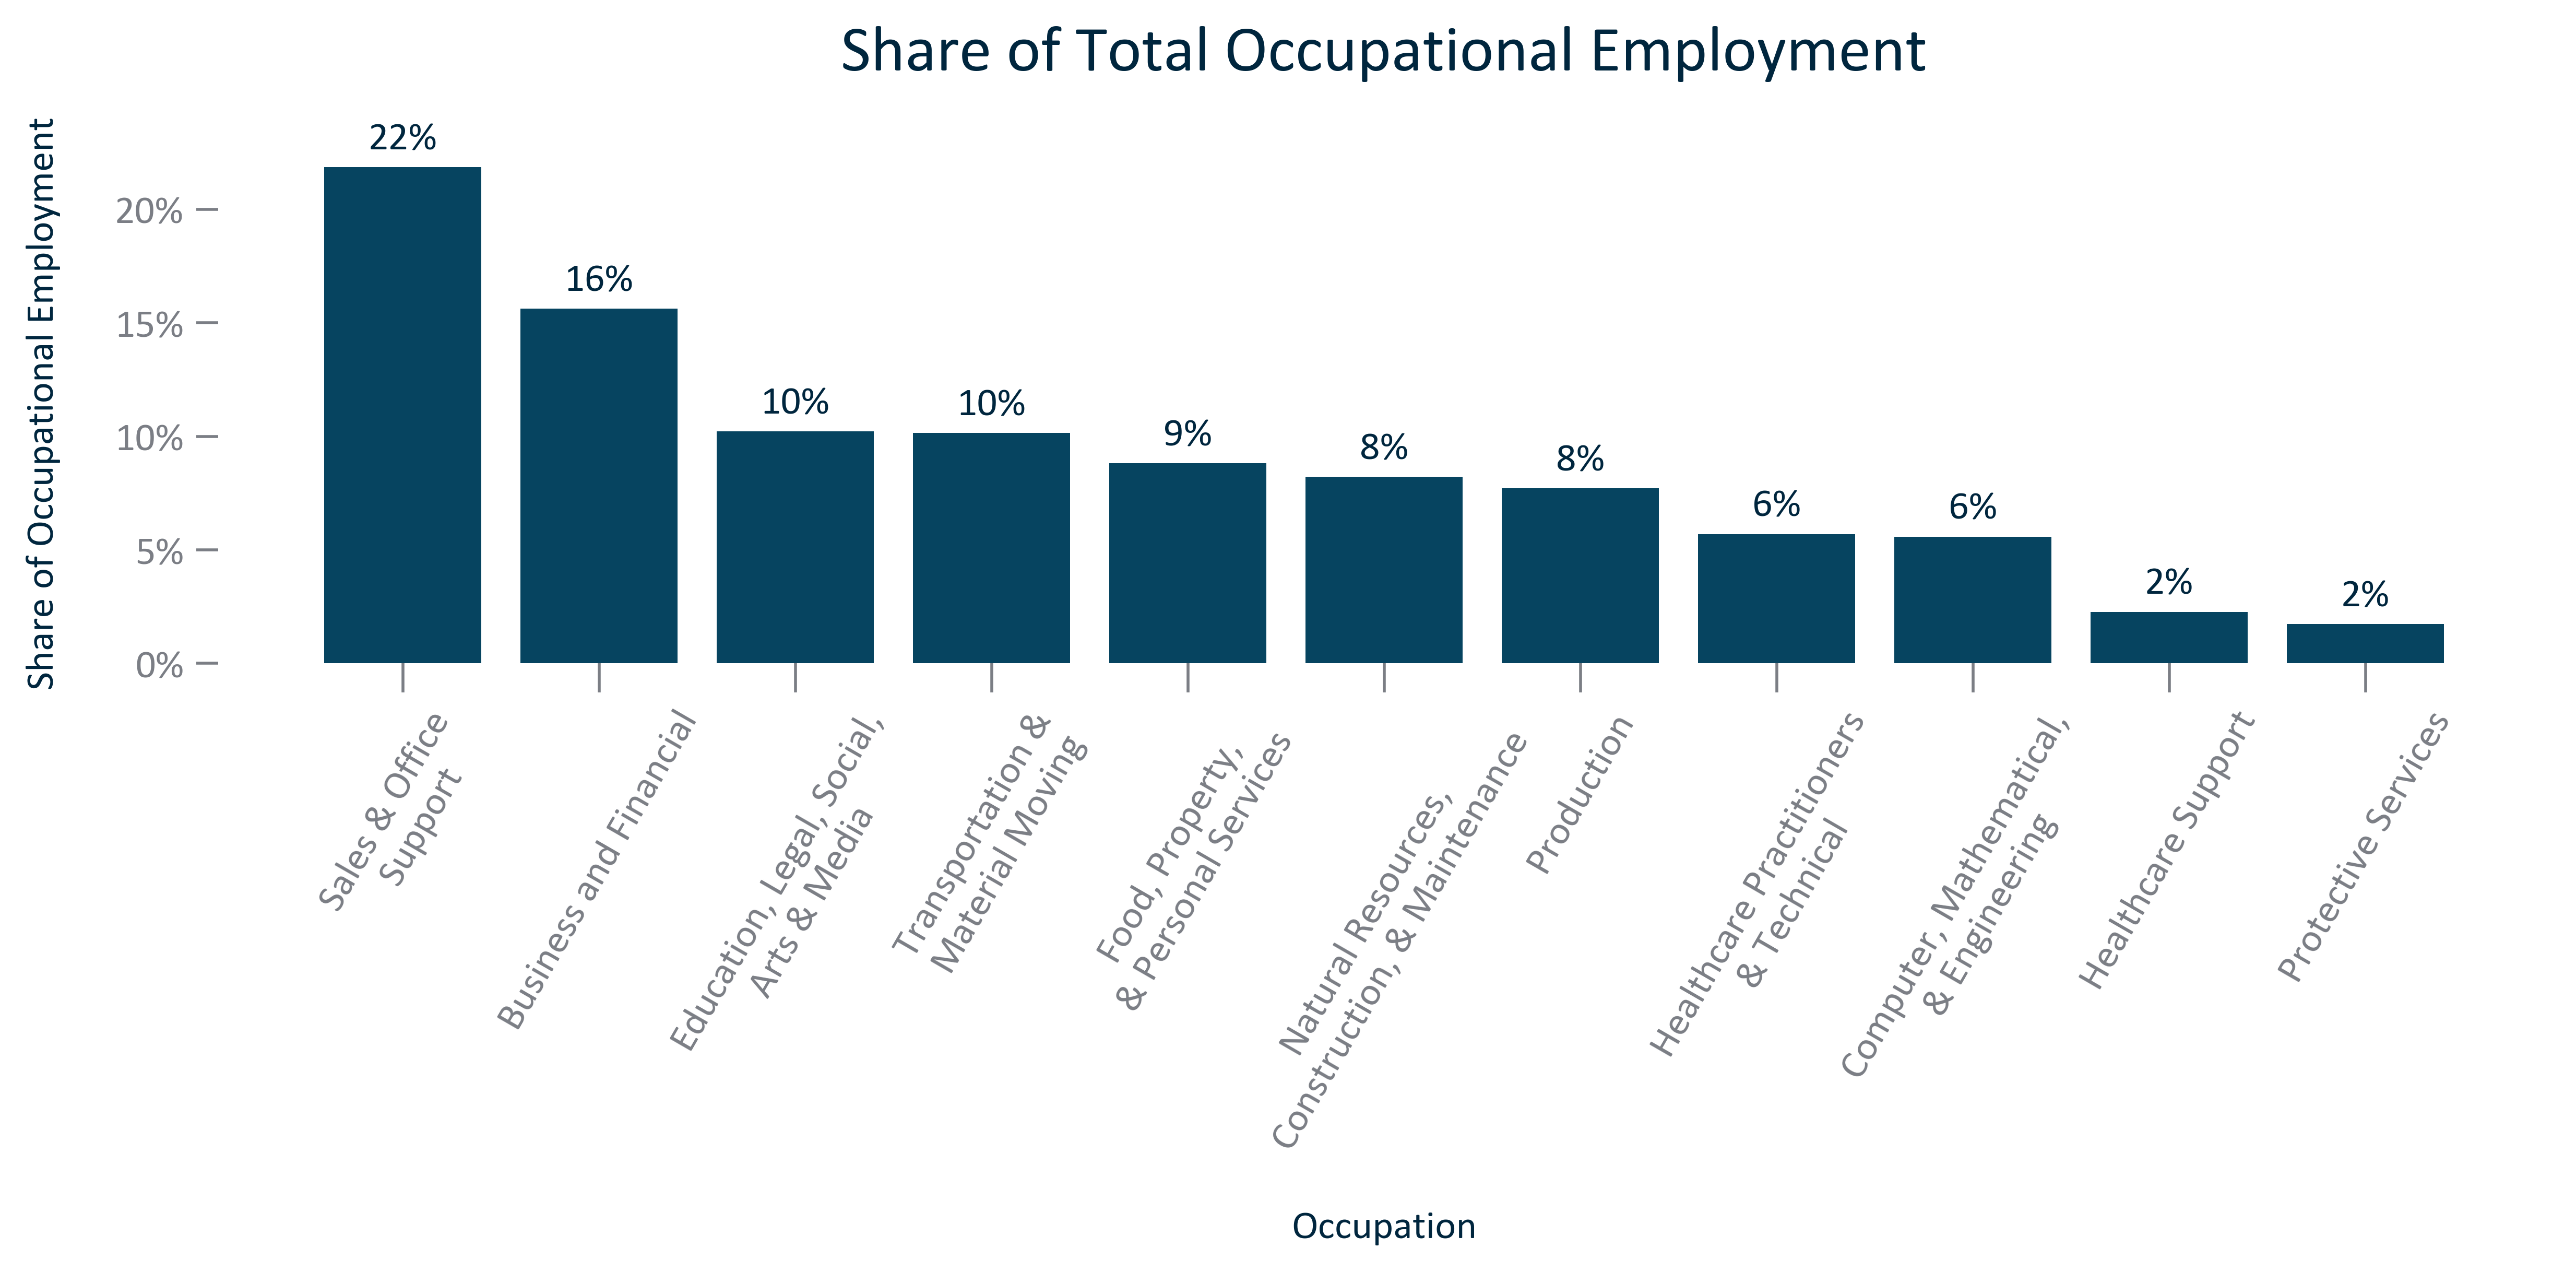 Share of Total Occupational Employment
Share of Occupational Employment
20%
15%
10%
5%
0%
22%
16%
10%
10%
9%
8%
8%
6%
6%
2%
2%
Sales & Office
Support
Business and Financial
Education, Legal, Social,
Arts & Media
Transportation &
Material Moving
Food, Property,
& Personal Services
Natural Resources,
Construction, & Maintenance
Production
Healthcare Practitioners
& Technical
Computer, Mathematical,
& Engineering
Healthcare Support
Protective Services
Occupation